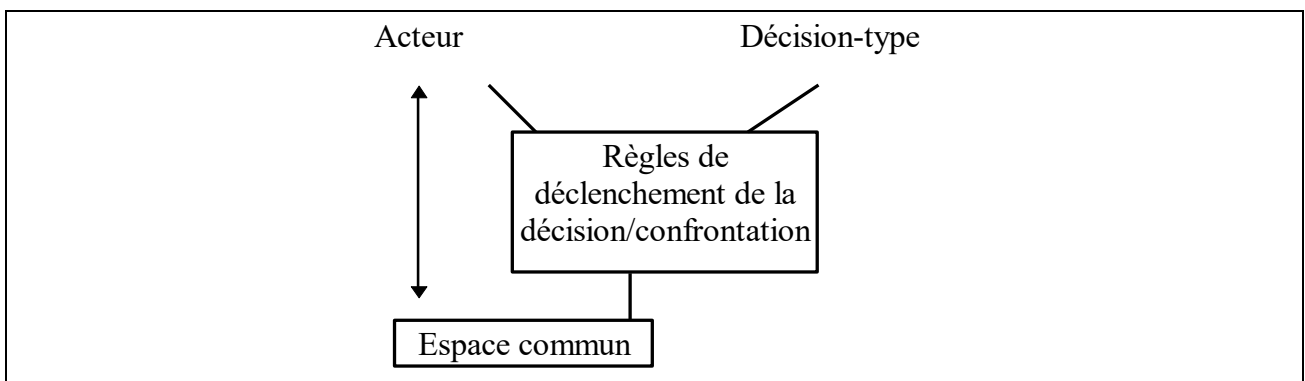 Acteur
Décision-type
Règles de
déclenchement de la
décision/confrontation
Espace commun